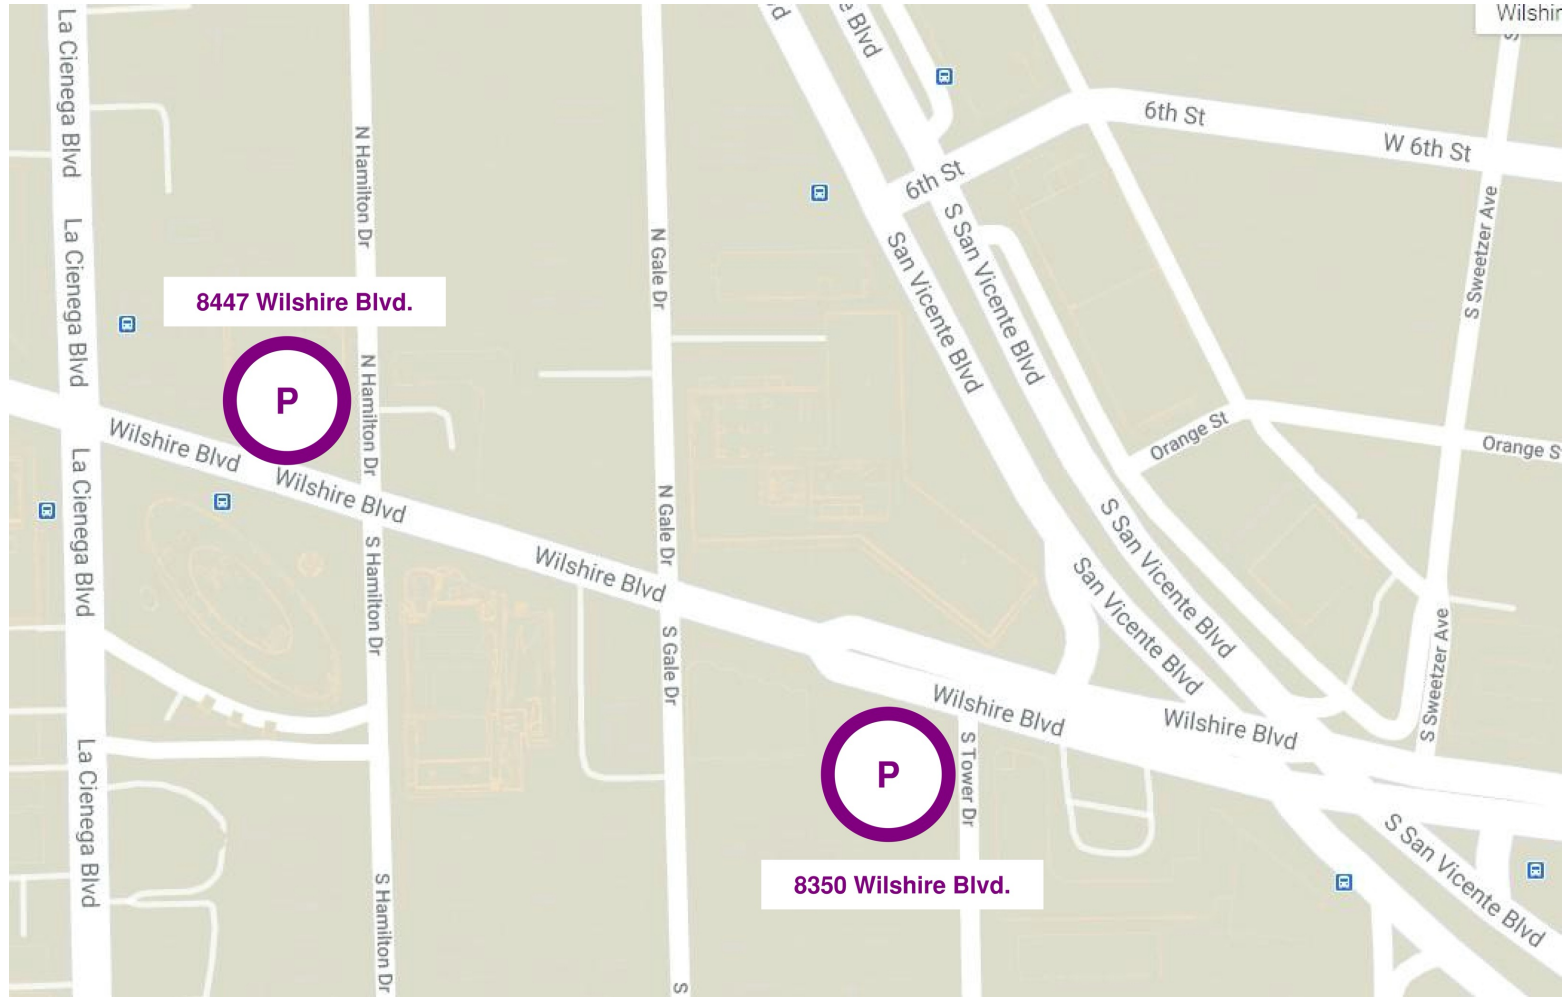 La Cienega Blvd
e Blvd
Wilshir
6th St
W 6th St
N Hamilton Dr
6th St
S Sweetzer Ave
La Cienega Blvd
N Gale Dr
S San Vicente Blvd
San Vicente Blvd
8447 Wilshire Blvd.
P
N Hamilton Dr
Orange St
Orange S
Wilshire Blvd
Wilshire Blvd
La Cienega Blvd
N Gale Dr
S San Vicente Blvd
Wilshire Blvd
S Hamilton Dr
San Vicente Blvd
S Gale Dr
S Sweetzer Ave
Wilshire Blvd
Wilshire Blvd
P
S Tower Dr
La Cienega Blvd
8350 Wilshire Blvd.
S San Vicente Blvd
S Hamilton Dr
S